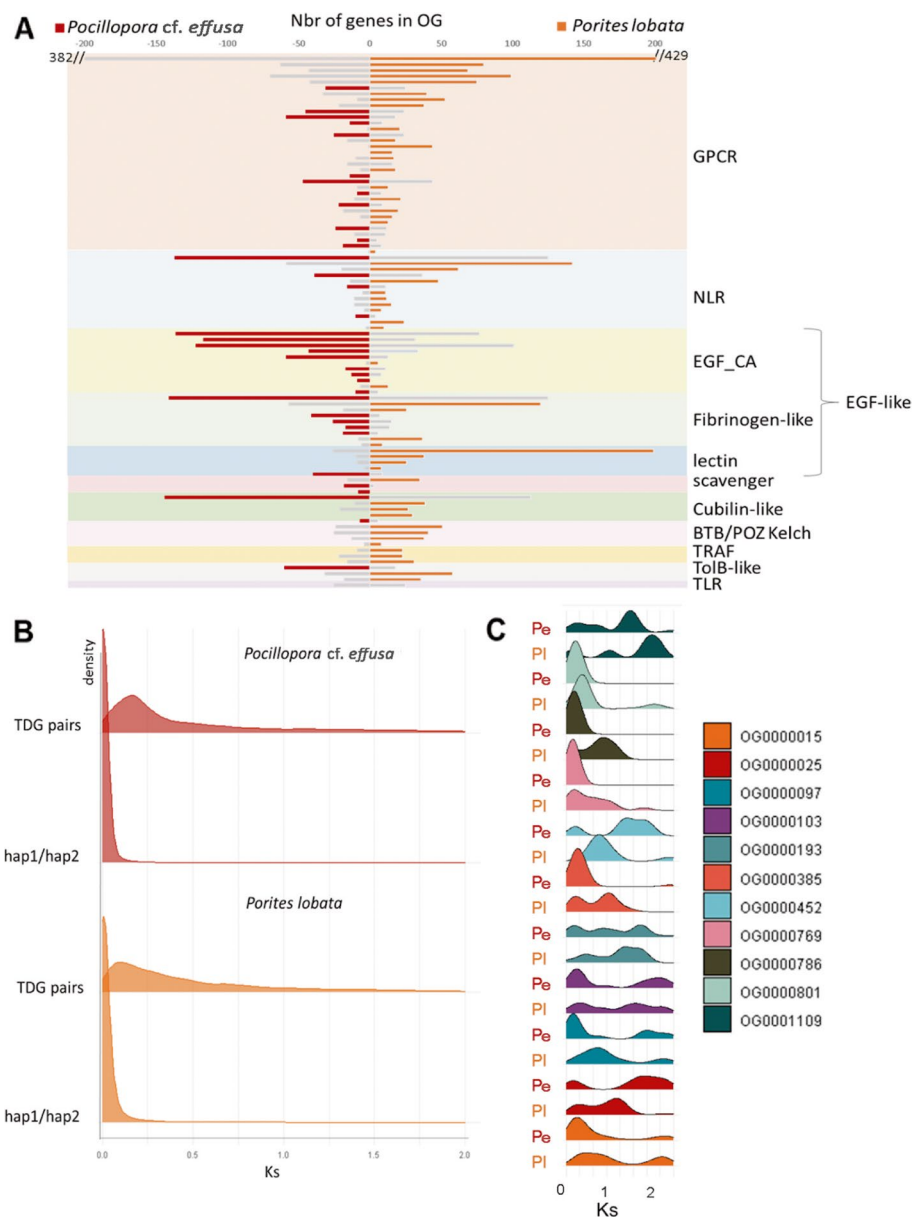 A
Nbr of genes in OG
Pocillopora cf. effusa
Porites lobata
-200 -50 0 50 100 150 200
382// //429
GPCR
NLR
EGF_CA
EGF-like
Fibrinogen-like
lectin
scavenger
Cubilin-like
BTB/POZ Kelch
TRAF
TolB-like
TLR
B
density
Pocillopora cf. effusa
TDG pairs
hap1/hap2
Porites lobata
TDG pairs
hap1/hap2
0.0 0.5 1.0 1.5 2.0
Ks
C
Pe
Pl
Pe
Pl
Pe
Pl
Pe
Pl
Pe
Pl
Pe
Pl
Pe
Pl
Pe
Pl
Pe
Pl
Pe
Pl
Pe
Pl
0 1 2
Ks
OG0000015
OG0000025
OG0000097
OG0000103
OG0000193
OG0000385
OG0000452
OG0000769
OG0000786
OG0000801
OG0001109